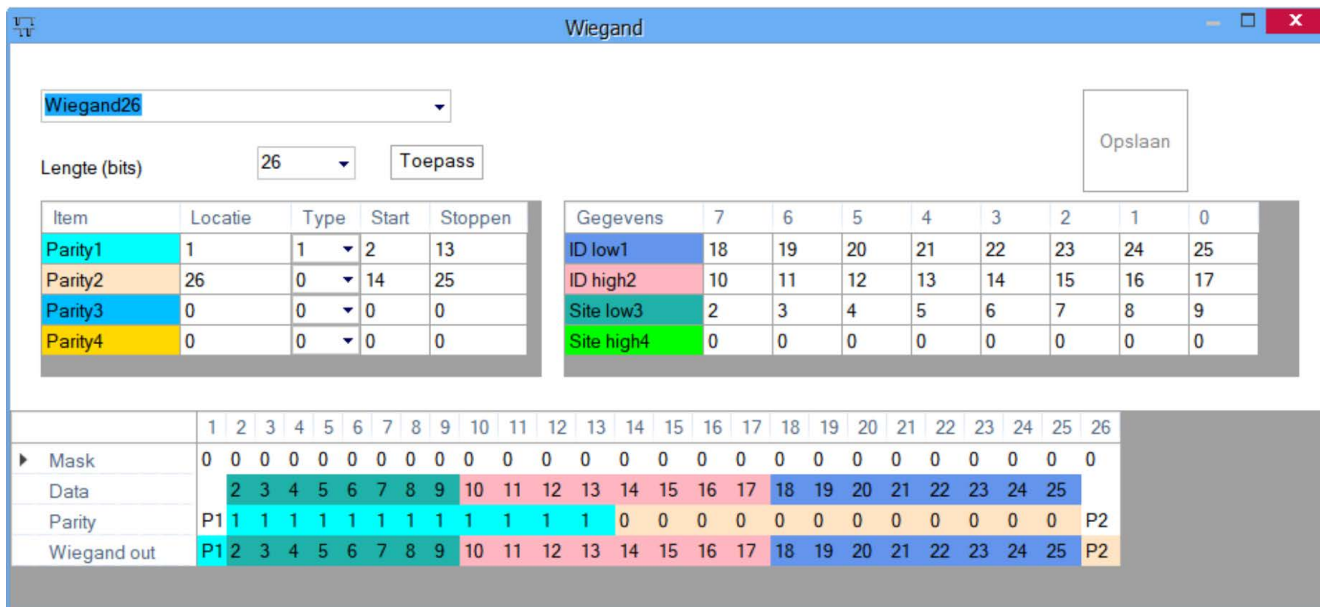 Wiegand
Wiegand26
Opslaan
Lengte (bits) 26 Toepass
Item Locatie Type Start Stoppen
Parity1 1 1 2 13
Parity2 26 0 14 25
Parity3 0 0 0 0
Parity4 0 0 0 0
Gegevens 7 6 5 4 3 2 1 0
ID low1 18 19 20 21 22 23 24 25
ID high2 10 11 12 13 14 15 16 17
Site low3 2 3 4 5 6 7 8 9
Site high4 0 0 0 0 0 0 0 0
1 2 3 4 5 6 7 8 9 10 11 12 13 14 15 16 17 18 19 20 21 22 23 24 25 26
Mask 0 0 0 0 0 0 0 0 0 0 0 0 0 0 0 0 0 0 0 0 0 0 0 0 0 0
Data 2 3 4 5 6 7 8 9 10 11 12 13 14 15 16 17 18 19 20 21 22 23 24 25
Parity P1 1 1 1 1 1 1 1 1 1 1 1 1 0 0 0 0 0 0 0 0 0 0 0 0 P2
Wiegand out P1 2 3 4 5 6 7 8 9 10 11 12 13 14 15 16 17 18 19 20 21 22 23 24 25 P2